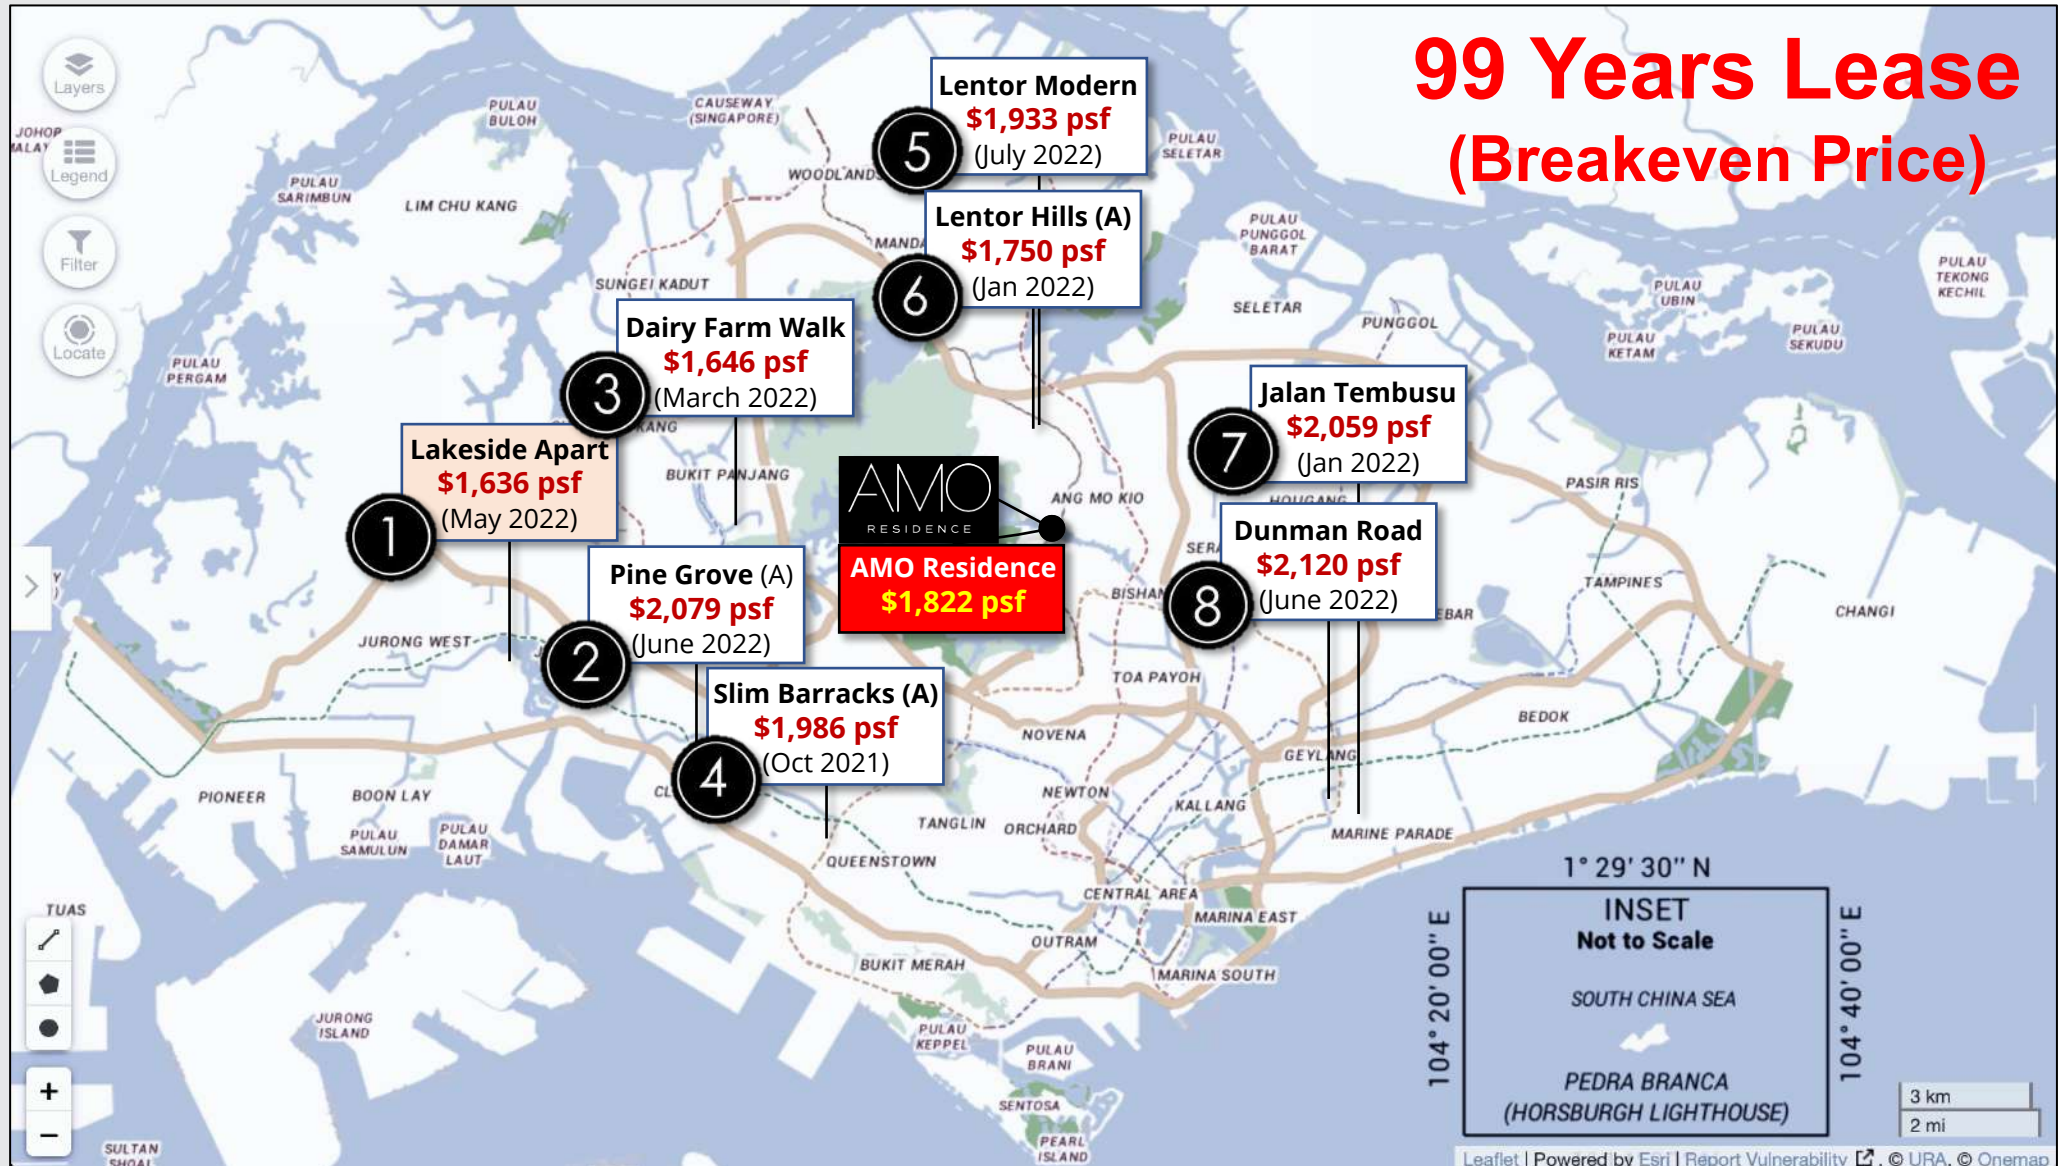 99 Years Lease
(Breakeven Price)
Layers
Legend
Filter
Locate
Lentor Modern
$1,933 psf
(July 2022)
5
Lentor Hills (A)
$1,750 psf
(Jan 2022)
6
Dairy Farm Walk
$1,646 psf
(March 2022)
3
Lakeside Apart
$1,636 psf
(May 2022)
1
Pine Grove (A)
$2,079 psf
(June 2022)
2
Slim Barracks (A)
$1,986 psf
(Oct 2021)
4
AMO
RESIDENCE
AMO Residence
$1,822 psf
Jalan Tembusu
$2,059 psf
(Jan 2022)
7
Dunman Road
$2,120 psf
(June 2022)
8
PULAU
BULOH
CAUSEWAY
(SINGAPORE)
PULAU
SELETAR
PULAU
SARIMBUN
LIM CHU KANG
WOODLANDS
SUNGEI KADUT
PULAU
PUNGGOL
BARAT
SELETAR
PUNGGOL
PULAU
UBIN
PULAU
KETAM
PULAU
SEKUDU
PULAU
TEKONG
KECHIL
PULAU
PERGAM
BUKIT PANJANG
ANG MO KIO
HOUGANG
PASIR RIS
TAMPINES
CHANGI
JURONG WEST
TOA PAYOH
BEDOK
NOVENA
GEYLANG
PIONEER
BOON LAY
NEWTON
KALLANG
TANGLIN
ORCHARD
MARINE PARADE
PULAU
SAMULUN
PULAU
DAMAR
LAUT
QUEENSTOWN
CENTRAL AREA
MARINA EAST
TUAS
OUTRAM
BUKIT MERAH
MARINA SOUTH
JURONG
ISLAND
PULAU
KEPPEL
PULAU
BRANI
SENTOSA
PEARL
ISLAND
SULTAN
SHOAL
1° 29' 30'' N
104° 20' 00'' E
104° 40' 00'' E
INSET
Not to Scale
SOUTH CHINA SEA
PEDRA BRANCA
(HORSBURGH LIGHTHOUSE)
+
−
3 km
2 mi
Leaflet | Powered by Esri | Report Vulnerability , © URA, © Onemap